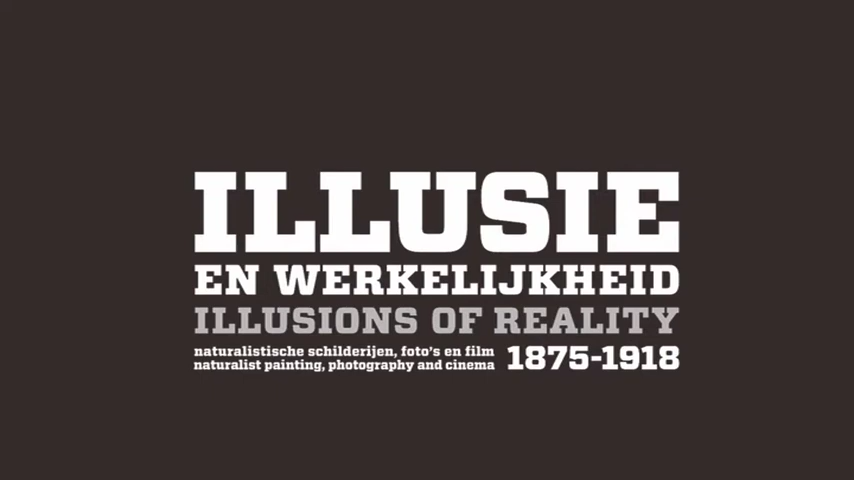 ILLUSIE
EN WERKELIJKHEID
ILLUSIONS OF REALITY
naturalistische schilderijen, foto's en film
naturalist painting, photography and cinema
1875-1918